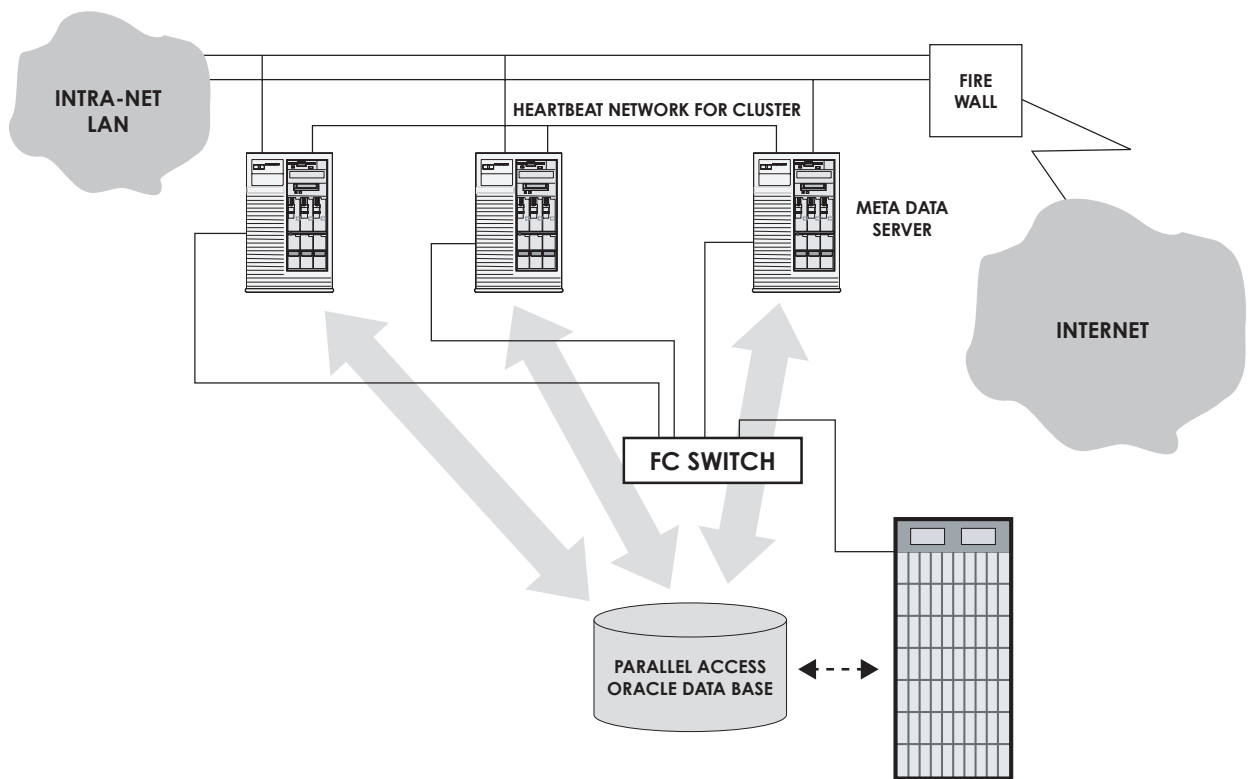 INTRA-NET
LAN
FIRE
WALL
HEARTBEAT NETWORK FOR CLUSTER
META DATA
SERVER
INTERNET
FC SWITCH
PARALLEL ACCESS
ORACLE DATA BASE